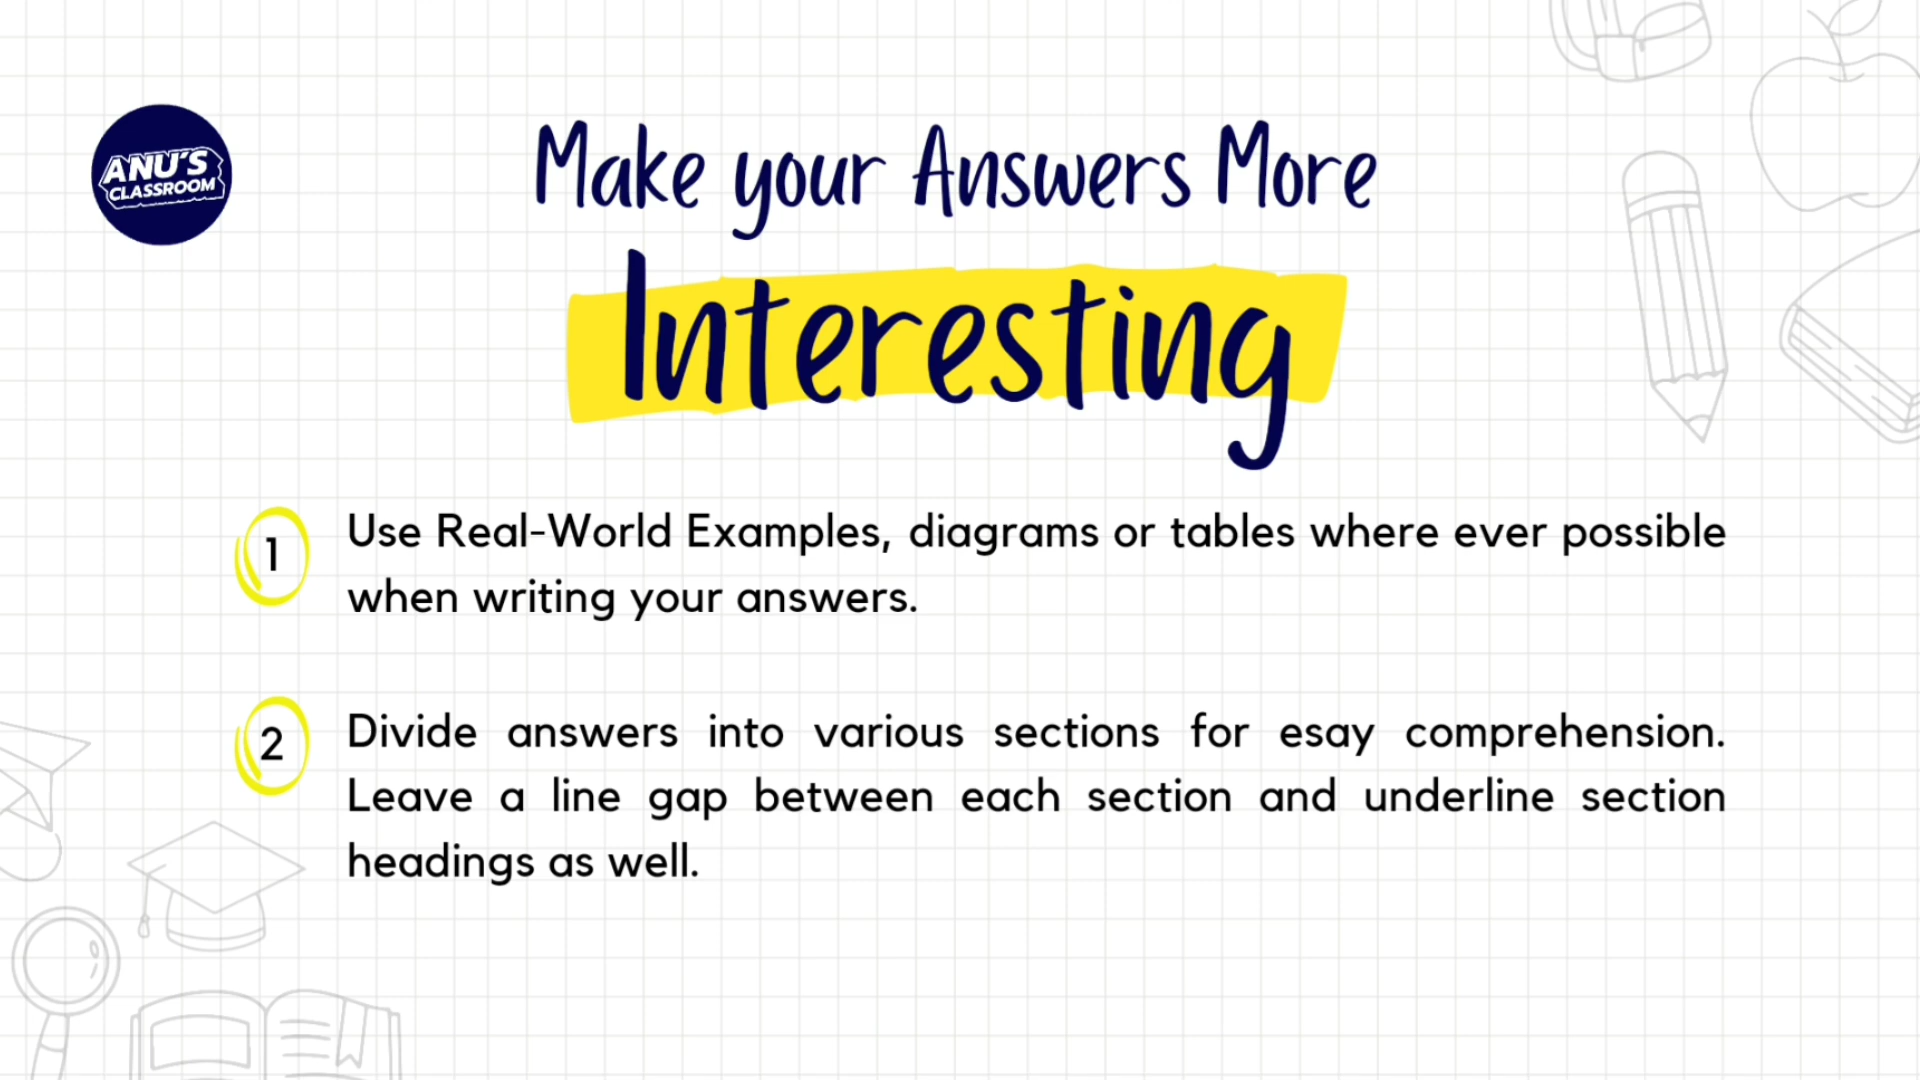 ANU'S
CLASSROOM
Make your Answers More
Interesting
1
Use Real-World Examples, diagrams or tables where ever possible
when writing your answers.
2
Divide answers into various sections for esay comprehension.
Leave a line gap between each section and underline section
headings as well.